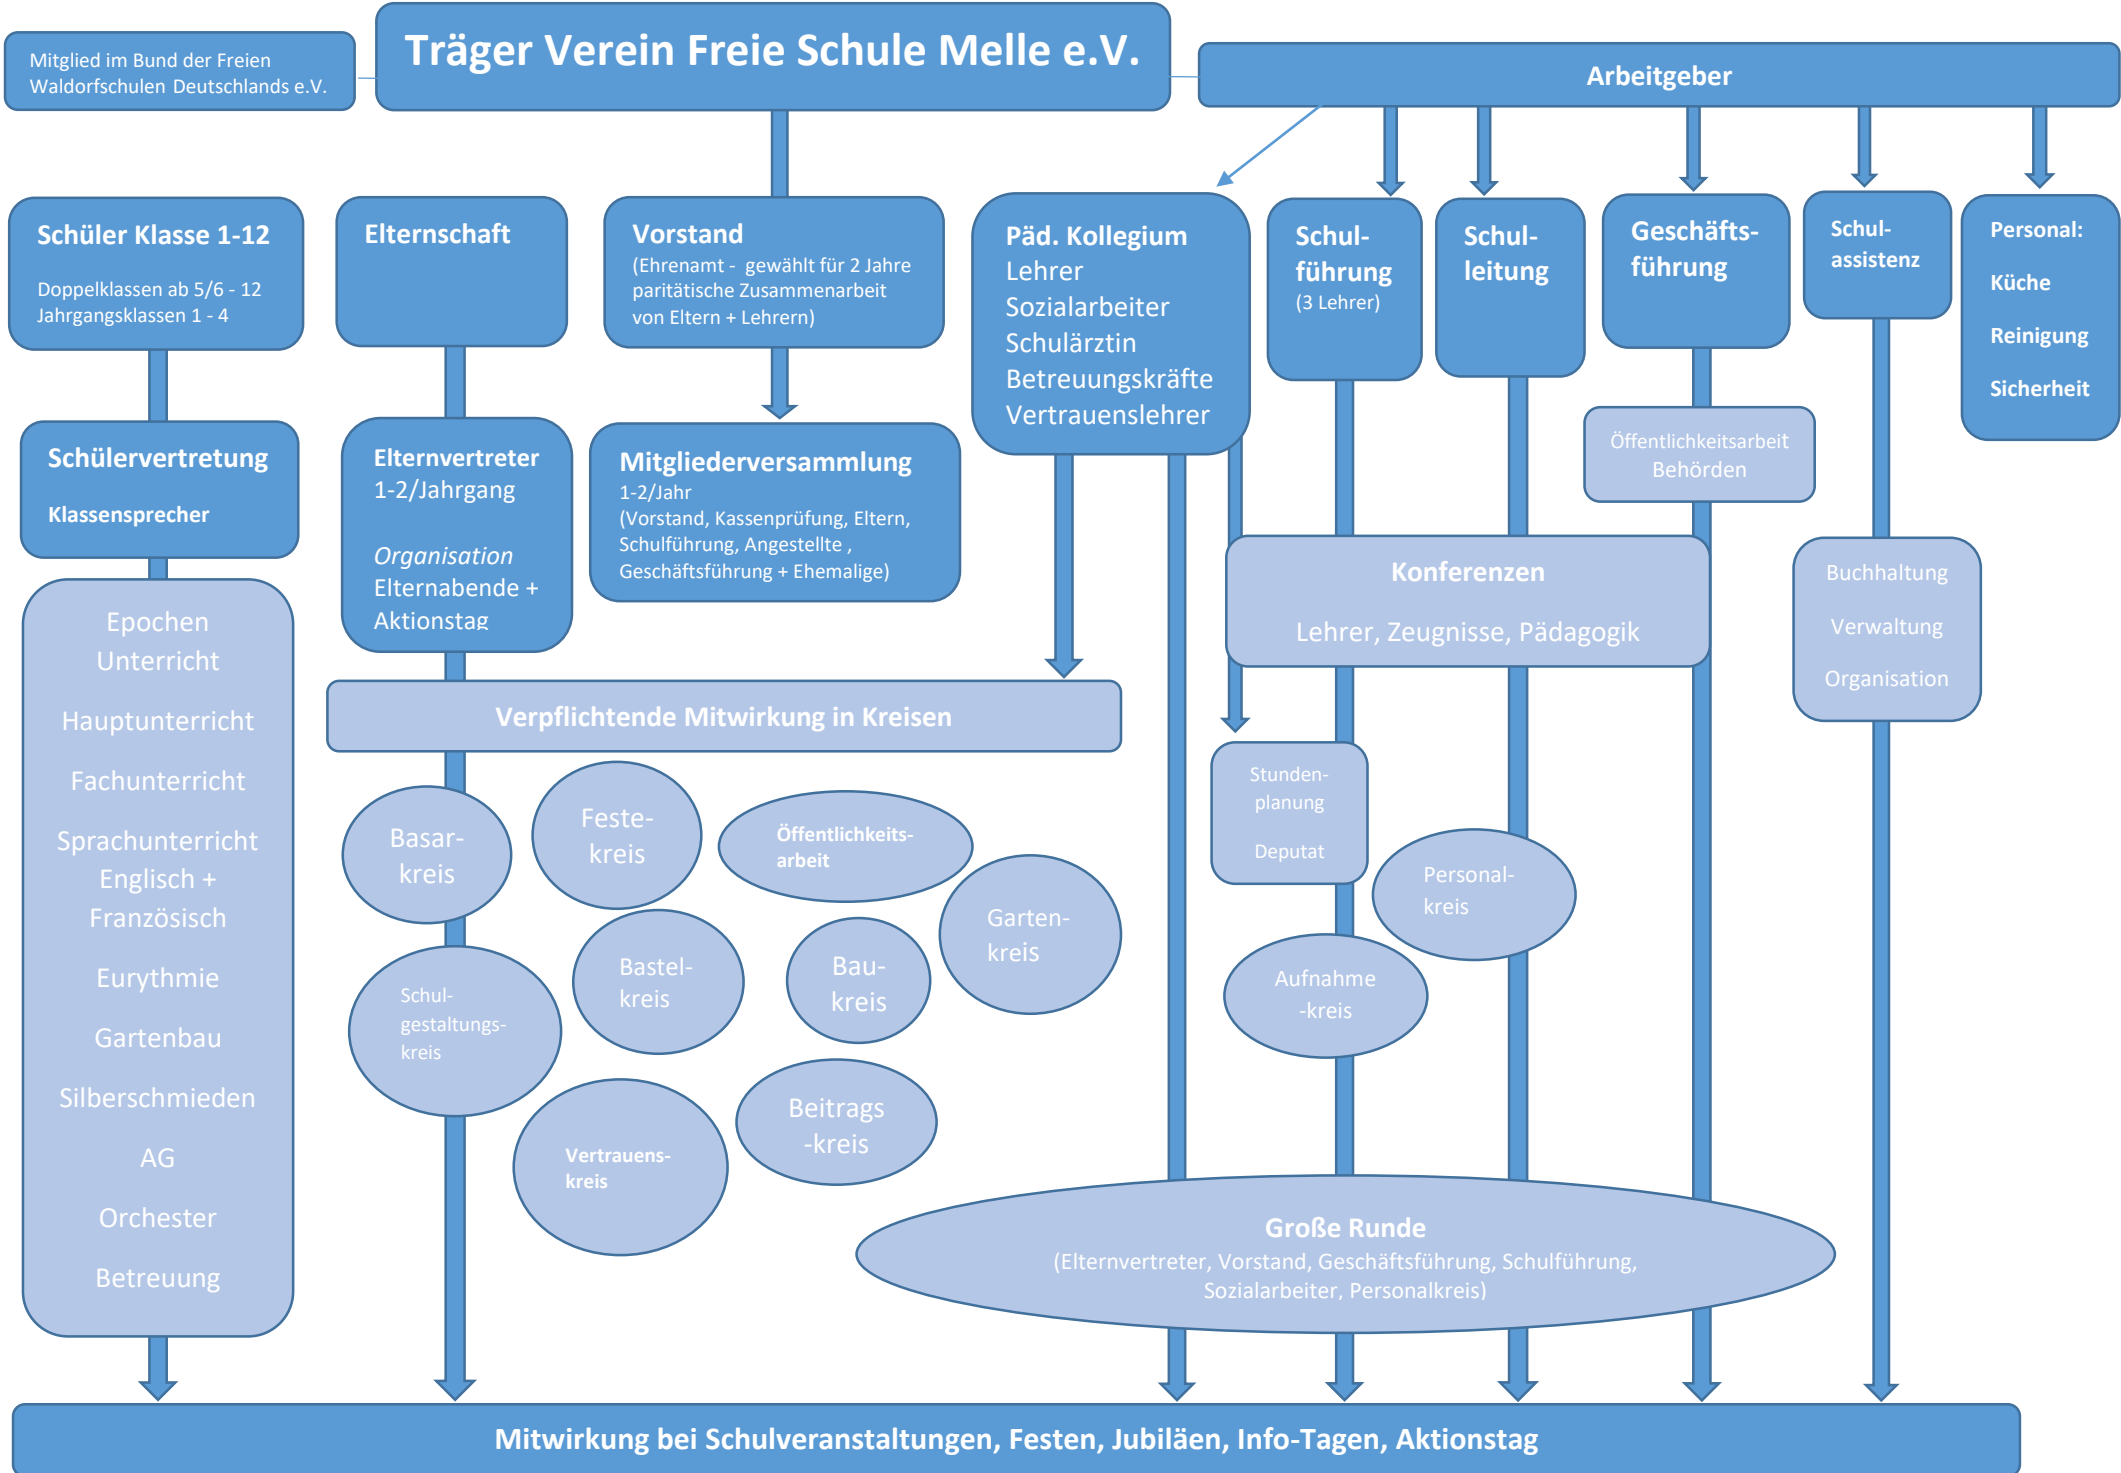 Träger Verein Freie Schule Melle e.V.
Mitglied im Bund der Freien
Waldorfschulen Deutschlands e.V.
Arbeitgeber
Schüler Klasse 1-12
Doppelklassen ab 5/6 - 12
Jahrgangsklassen 1 - 4
Elternschaft
Vorstand
(Ehrenamt - gewählt für 2 Jahre
paritätische Zusammenarbeit
von Eltern + Lehrern)
Päd. Kollegium
Lehrer
Sozialarbeiter
Schulärztin
Betreuungskräfte
Vertrauenslehrer
Schul-
führung
(3 Lehrer)
Schul-
leitung
Geschäfts-
führung
Schul-
assistenz
Personal:
Küche
Reinigung
Sicherheit
Schülervertretung
Klassensprecher
Elternvertreter
1-2/Jahrgang
Organisation
Elternabende +
Aktionstag
Mitgliederversammlung
1-2/Jahr
(Vorstand, Kassenprüfung, Eltern,
Schulführung, Angestellte ,
Geschäftsführung + Ehemalige)
Öffentlichkeitsarbeit
Behörden
Konferenzen
Lehrer, Zeugnisse, Pädagogik
Buchhaltung
Verwaltung
Organisation
Epochen
Unterricht
Hauptunterricht
Fachunterricht
Sprachunterricht
Englisch +
Französisch
Eurythmie
Gartenbau
Silberschmieden
AG
Orchester
Betreuung
Verpflichtende Mitwirkung in Kreisen
Basar-
kreis
Feste-
kreis
Öffentlichkeits-
arbeit
Garten-
kreis
Schul-
gestaltungs-
kreis
Bastel-
kreis
Bau-
kreis
Vertrauens-
kreis
Beitrags
-kreis
Stunden-
planung
Deputat
Personal-
kreis
Aufnahme
-kreis
Große Runde
(Elternvertreter, Vorstand, Geschäftsführung, Schulführung,
Sozialarbeiter, Personalkreis)
Mitwirkung bei Schulveranstaltungen, Festen, Jubiläen, Info-Tagen, Aktionstag